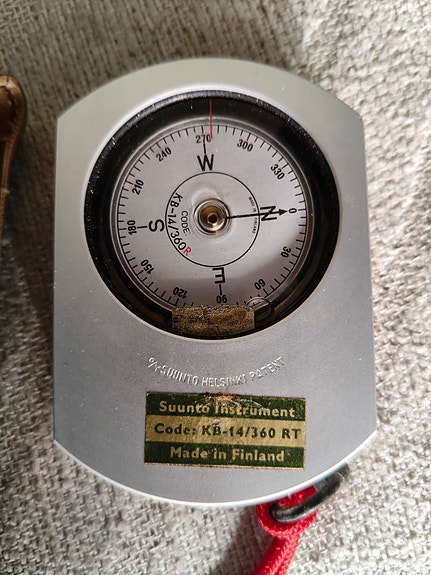 270
300
330
0
30
60
90
120
150
180
210
240
W
N
E
S
CODE:
KB-14/360R
O/Y SUUNTO HELSINKI PATENT
Suunto Instrument
Code: KB-14/360 RT
Made in Finland